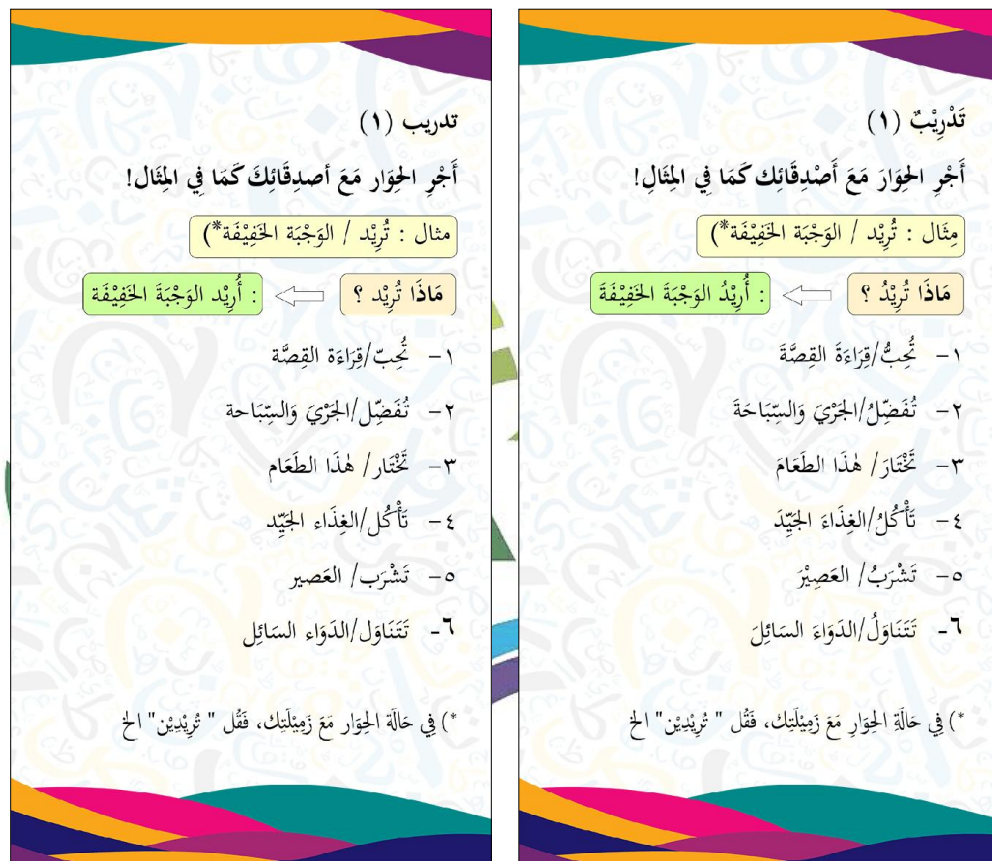 تَدْرِيْبٌ (١)
أَجْرِ الحِوَارَ مَعَ أَصْدِقَائِك كَمَا فِي المِثَالِ!
مِثَال : تُرِيْد / الوَجْبَة الخَفِيْفَة*)
مَاذَا تُرِيْدُ ؟ : أُرِيْدُ الوَجْبَةَ الخَفِيْفَةَ
١- تُحِبُّ/قِرَاءَةَ القِصَّةَ
٢- تُفَضِّلُ/الجَرْيَ وَالسِّبَاحَةَ
٣- تَخْتَارَ/ هٰذَا الطَعَامَ
٤- تَأْكُلُ/الغِذَاءَ الجَيِّدَ
٥- تَشْرَبُ/ العَصِيْرَ
٦- تَتَنَاوَلُ/الدَوَاءَ السَائِلَ
*) فِي حَالَةِ الحِوَارِ مَعَ زَمِيْلَتِك، فَقُل " تُرِيْدِيْن" الخ
تدريب (١)
أَجْرِ الحِوَار مَعَ أصدِقَائِكَ كَمَا فِي المِثَال!
مثال : تُرِيْد / الوَجْبَة الخَفِيْفَة*)
مَاذَا تُرِيْد ؟ : أُرِيْد الوَجْبَةَ الخَفِيْفَة
١- تُحِبّ/قِرَاءَة القِصَّة
٢- تُفَضِّل/الجَرْيَ وَالسِّبَاحة
٣- تَخْتَار/ هٰذَا الطَعَام
٤- تَأْكُل/الغِذَاء الجَيِّد
٥- تَشْرَب/ العَصير
٦- تَتَنَاوَل/الدَوَاء السَائِل
*) فِي حَالَة الحِوَار مَعَ زَمِيْلَتِك، فَقُل " تُرِيْدِيْن" الخ